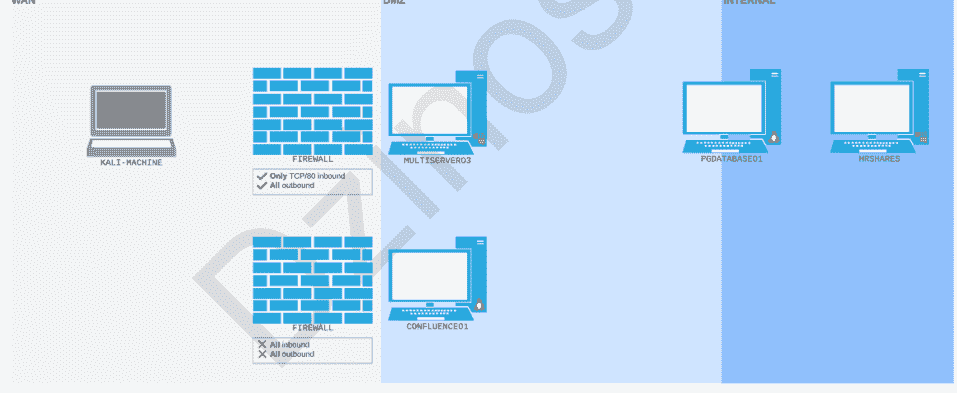 WAN
DMZ
INTERNAL
KALI-MACHINE
FIREWALL
Only TCP/80 inbound
All outbound
MULTISERVER03
PGDATABASE01
HRSHARES
FIREWALL
All inbound
All outbound
CONFLUENCE01